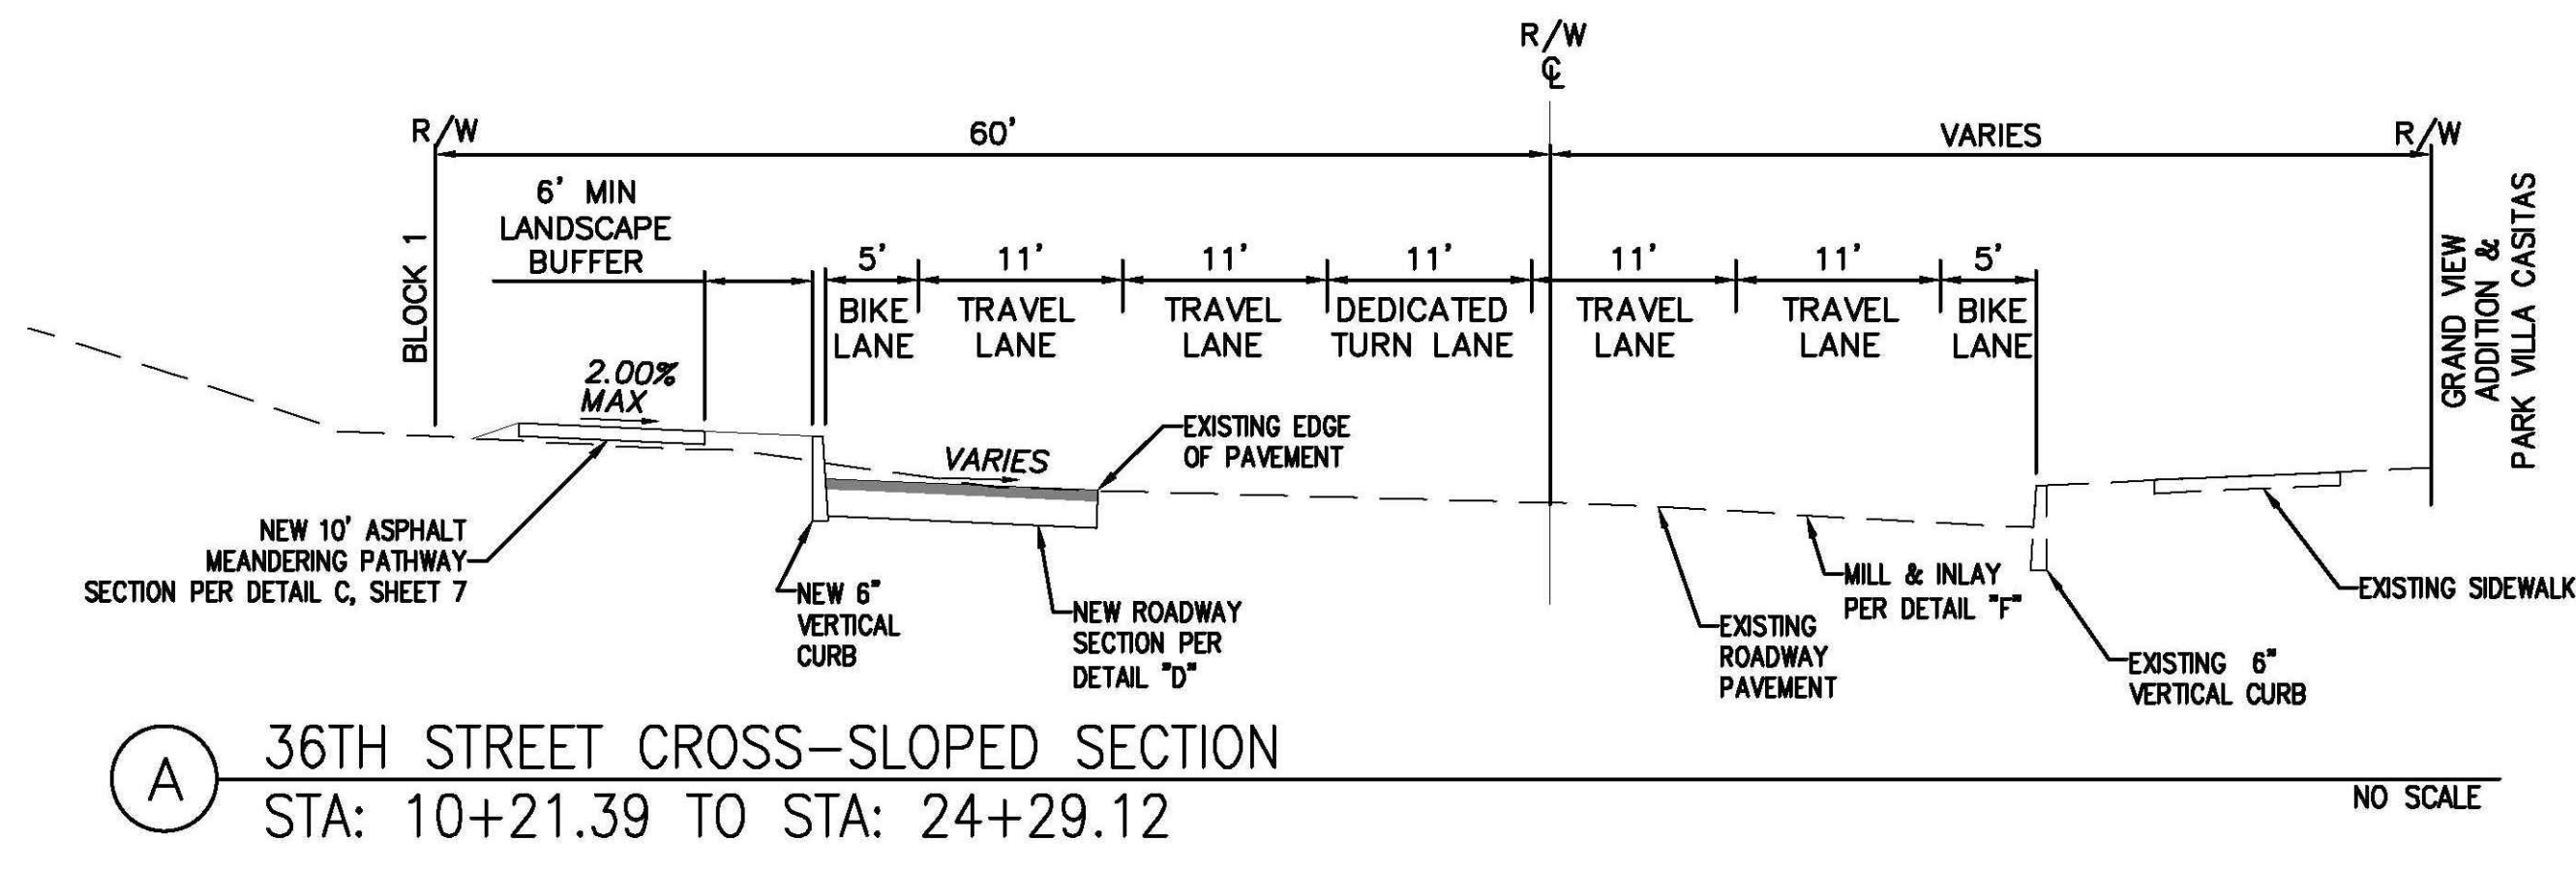 R/W
℄
R/W
60'
VARIES
R/W
6' MIN
LANDSCAPE
BUFFER
BLOCK 1
5'
BIKE
LANE
11'
TRAVEL
LANE
11'
TRAVEL
LANE
11'
DEDICATED
TURN LANE
11'
TRAVEL
LANE
11'
TRAVEL
LANE
5'
BIKE
LANE
GRAND VIEW
ADDITION &
PARK VILLA CASITAS
2.00%
MAX
VARIES
EXISTING EDGE
OF PAVEMENT
NEW 10' ASPHALT
MEANDERING PATHWAY
SECTION PER DETAIL C, SHEET 7
NEW 6"
VERTICAL
CURB
NEW ROADWAY
SECTION PER
DETAIL "D"
EXISTING
ROADWAY
PAVEMENT
MILL & INLAY
PER DETAIL "F"
EXISTING 6"
VERTICAL CURB
EXISTING SIDEWALK
A
36TH STREET CROSS-SLOPED SECTION
STA: 10+21.39 TO STA: 24+29.12
NO SCALE